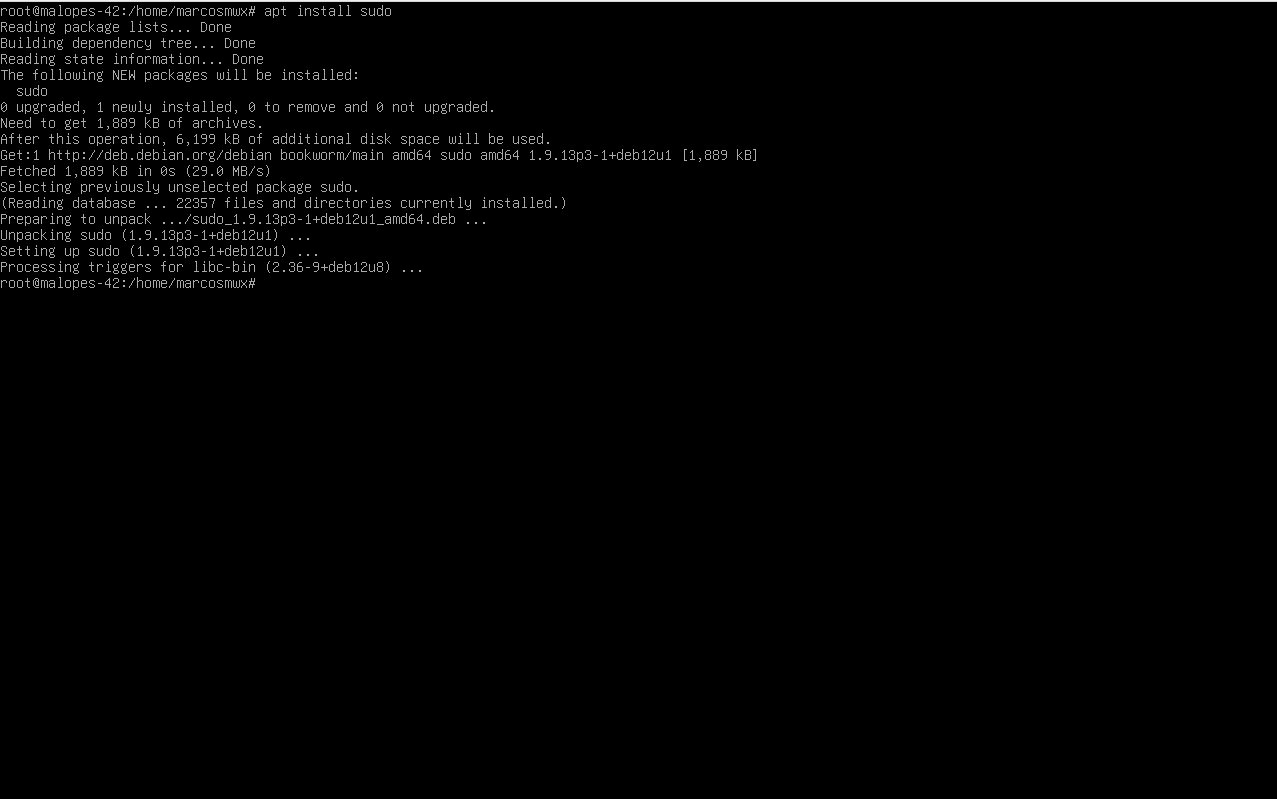 root@malopes-42:/home/marcosmwx# apt install sudo
Reading package lists... Done
Building dependency tree... Done
Reading state information... Done
The following NEW packages will be installed:
  sudo
0 upgraded, 1 newly installed, 0 to remove and 0 not upgraded.
Need to get 1,889 kB of archives.
After this operation, 6,199 kB of additional disk space will be used.
Get:1 http://deb.debian.org/debian bookworm/main amd64 sudo amd64 1.9.13p3-1+deb12u1 [1,889 kB]
Fetched 1,889 kB in 0s (29.0 MB/s)
Selecting previously unselected package sudo.
(Reading database ... 22357 files and directories currently installed.)
Preparing to unpack .../sudo_1.9.13p3-1+deb12u1_amd64.deb ...
Unpacking sudo (1.9.13p3-1+deb12u1) ...
Setting up sudo (1.9.13p3-1+deb12u1) ...
Processing triggers for libc-bin (2.36-9+deb12u8) ...
root@malopes-42:/home/marcosmwx#